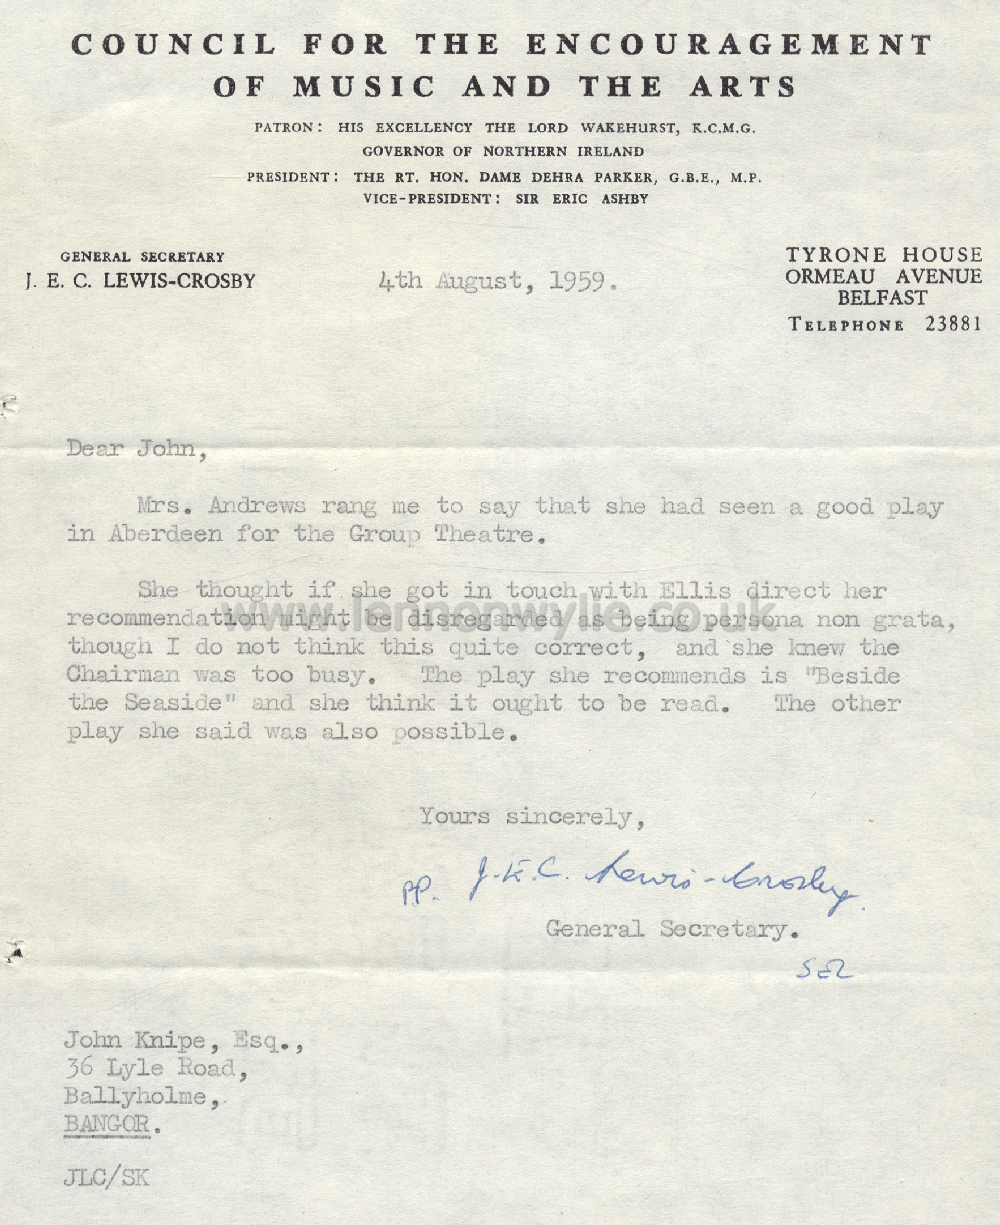 COUNCIL FOR THE ENCOURAGEMENT
OF MUSIC AND THE ARTS
PATRON: HIS EXCELLENCY THE LORD WAKEHURST, K.C.M.G.
GOVERNOR OF NORTHERN IRELAND
PRESIDENT: THE RT. HON. DAME DEHRA PARKER, G.B.E., M.P.
VICE-PRESIDENT: SIR ERIC ASHBY
GENERAL SECRETARY
J. E. C. LEWIS-CROSBY
4th August, 1959.
TYRONE HOUSE
ORMEAU AVENUE
BELFAST
TELEPHONE 23881
Dear John,
Mrs. Andrews rang me to say that she had seen a good play
in Aberdeen for the Group Theatre.
She thought if she got in touch with Ellis direct her
recommendation might be disregarded as being persona non grata,
though I do not think this quite correct, and she knew the
Chairman was too busy. The play she recommends is "Beside
the Seaside" and she think it ought to be read. The other
play she said was also possible.
www.lennonwylie.co.uk
Yours sincerely,
pp. J.E.C. Lewis-Crosby.
General Secretary.
John Knipe, Esq.,
36 Lyle Road,
Ballyholme,
BANGOR.
JLC/SK